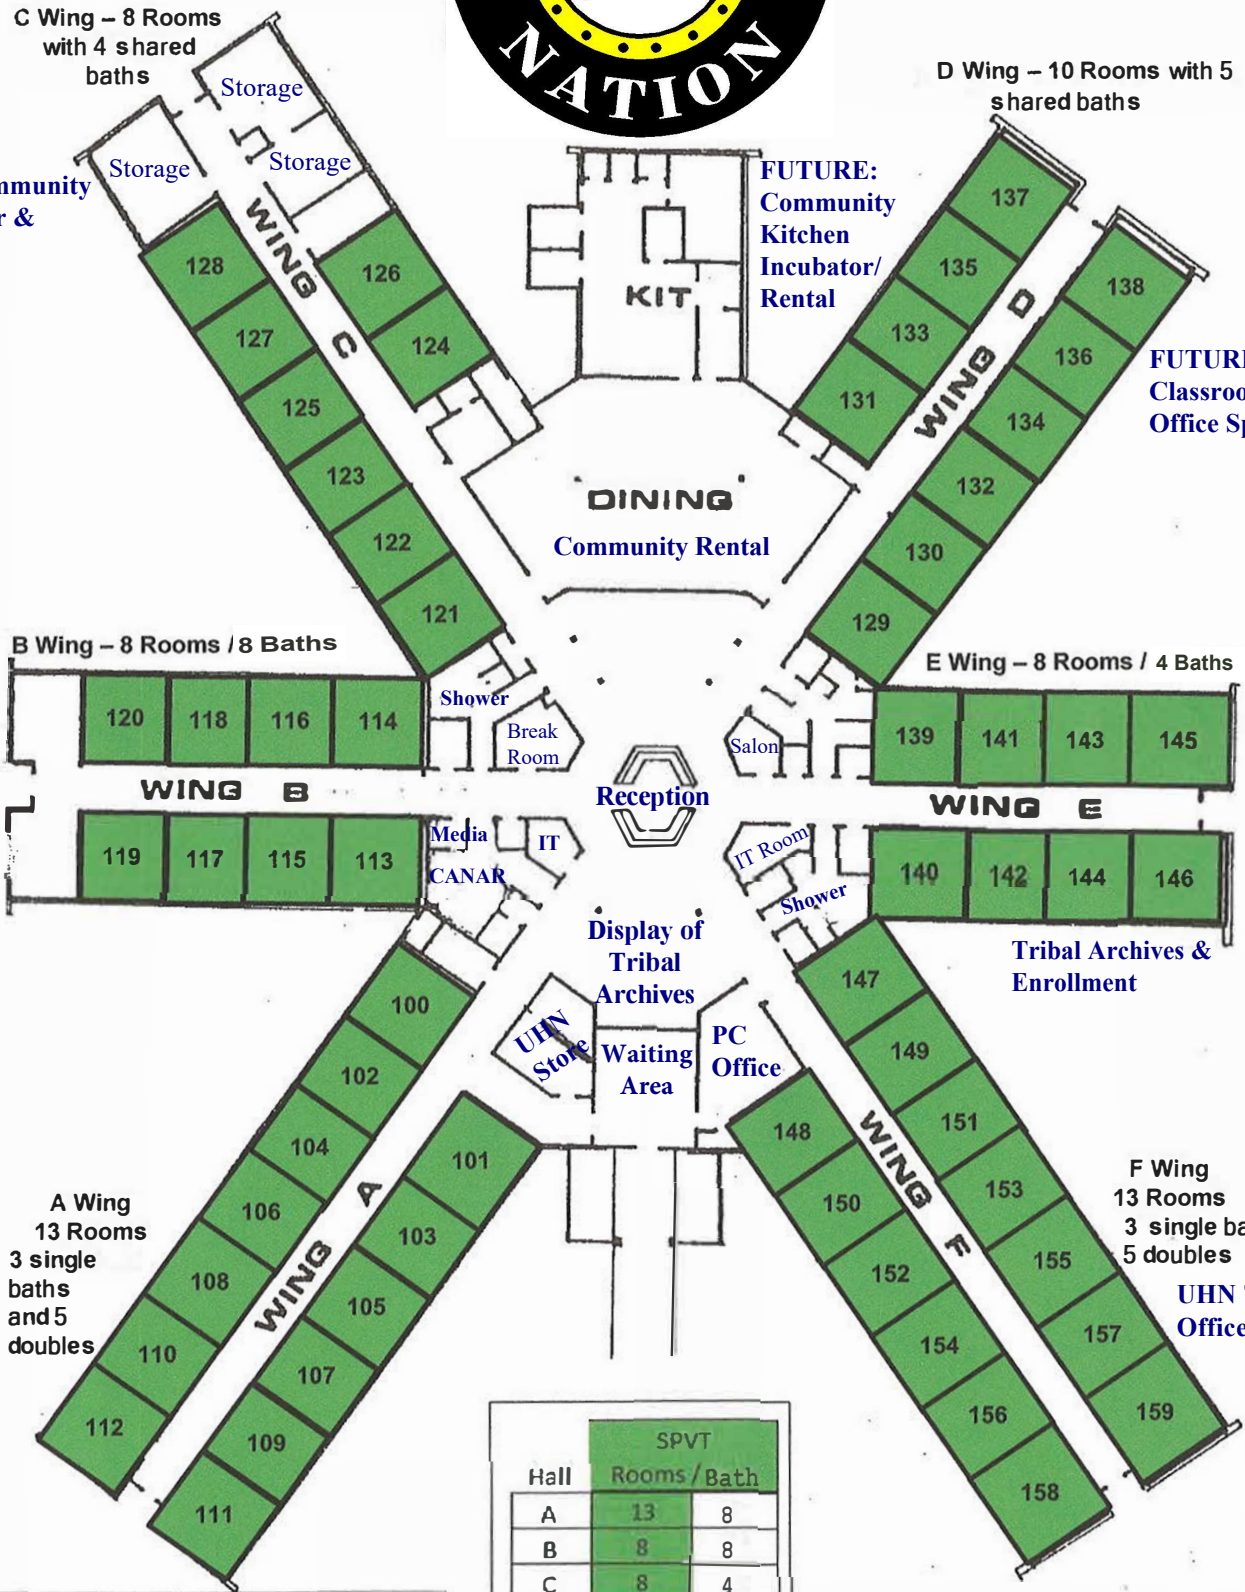 C Wing – 8 Rooms
with 4 shared
baths
NATION
D Wing – 10 Rooms with 5
shared baths
Storage
Storage
Storage
&
WING C
128
127
125
123
122
121
126
124
KIT
FUTURE:
Community
Kitchen
Incubator/
Rental
137
135
133
131
WING D
138
136
134
132
130
129
Office
DINING
Community Rental
B Wing – 8 Rooms / 8 Baths
120
118
116
114
WING B
119
117
115
113
Shower
Break
Room
Media
IT
CANAR
Reception
Salon
IT Room
Shower
E Wing – 8 Rooms / 4 Baths
139
141
143
145
WING E
140
142
144
146
Tribal Archives &
Enrollment
Display of
Tribal
Archives
UHN
Store
Waiting
Area
PC
Office
100
102
104
106
108
110
112
WING A
101
103
105
107
109
111
A Wing
13 Rooms
3 single
baths
and 5
doubles
147
149
151
153
155
157
159
WING F
148
150
152
154
156
158
F Wing
13 Rooms
3 single
5 doubles
UHN
Office
SPVT
Hall Rooms / Bath
A 13 8
B 8 8
C 8 4